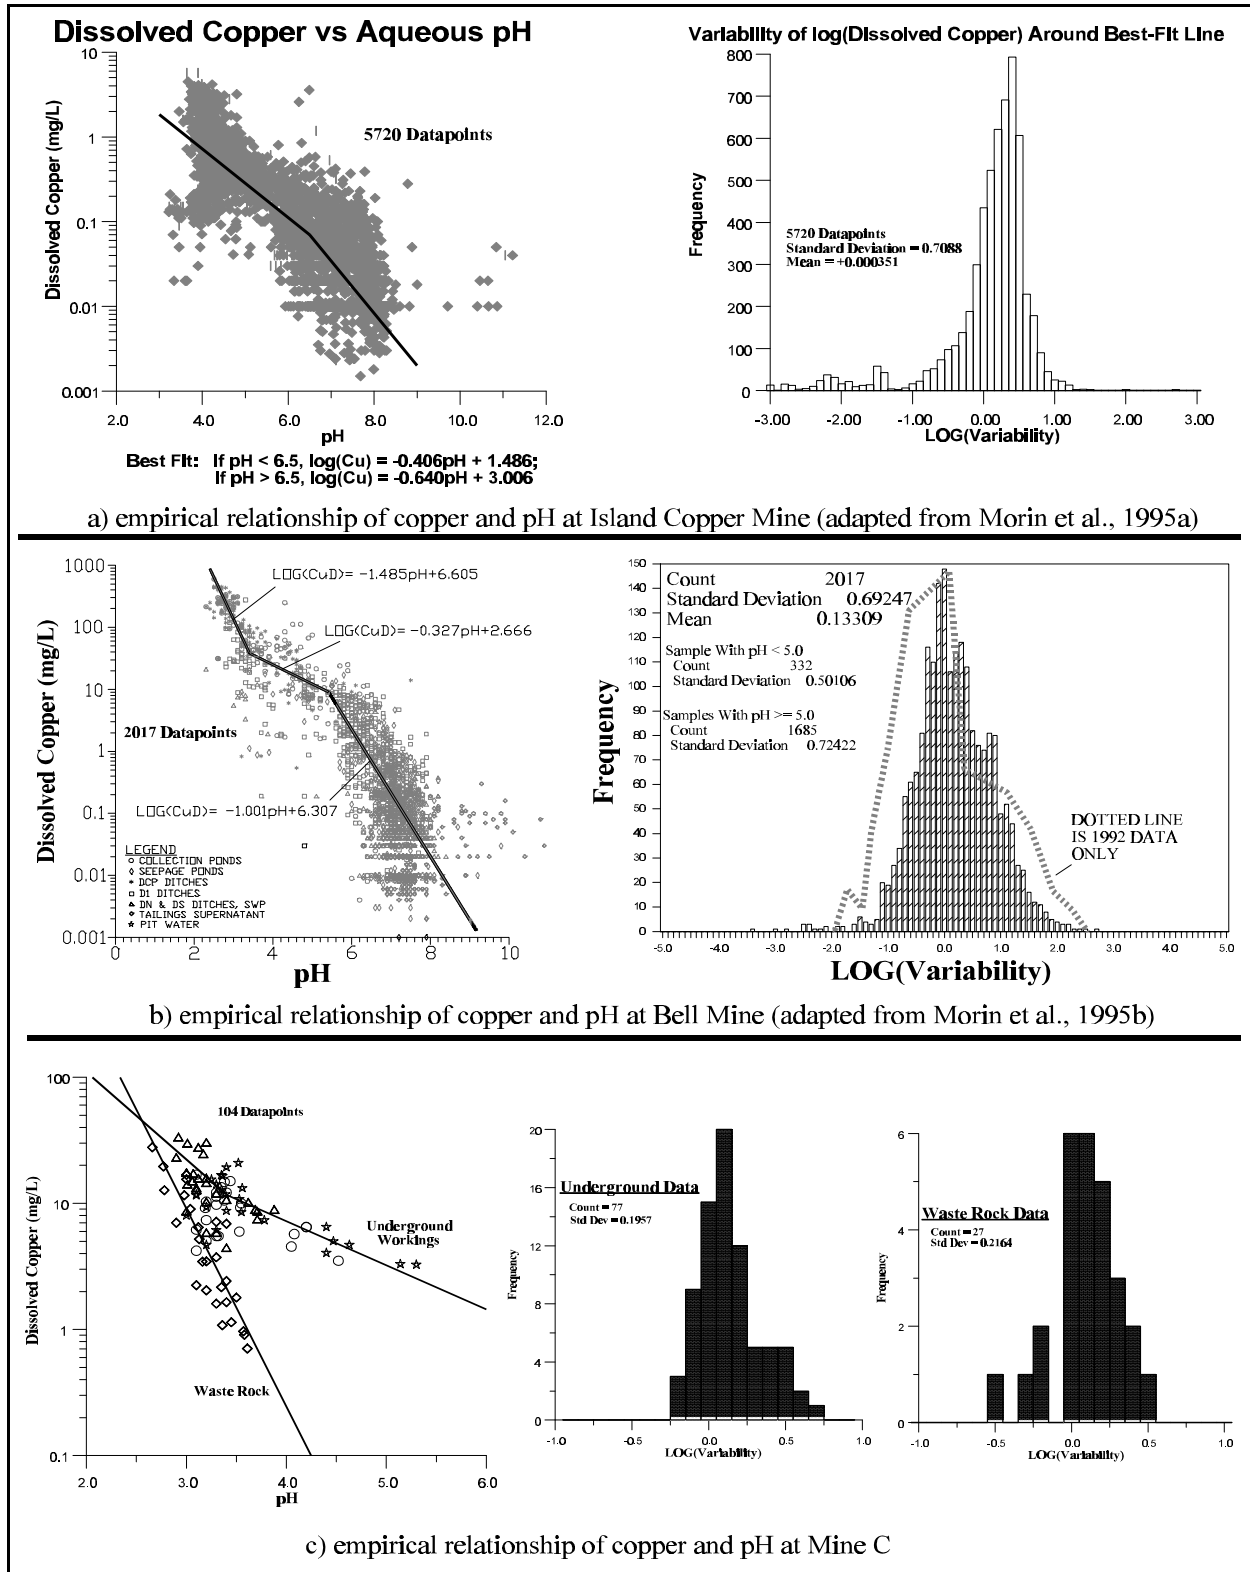 Dissolved Copper vs Aqueous pH
10
1
0.1
0.01
0.001
Dissolved Copper (mg/L)
5720 Datapoints
2.0 4.0 6.0 8.0 10.0 12.0
pH
Best Fit: If pH < 6.5, log(Cu) = -0.406pH + 1.486;
If pH > 6.5, log(Cu) = -0.640pH + 3.006
Variability of log(Dissolved Copper) Around Best-Fit Line
800
700
600
500
400
300
200
100
0
Frequency
5720 Datapoints
Standard Deviation = 0.7088
Mean = +0.000351
-3.00 -2.00 -1.00 0.00 1.00 2.00 3.00
LOG(Variability)
a) empirical relationship of copper and pH at Island Copper Mine (adapted from Morin et al., 1995a)
1000
100
10
1
0.1
0.01
0.001
Dissolved Copper (mg/L)
LOG(CuD)= -1.485pH+6.605
LOG(CuD)= -0.327pH+2.666
2017 Datapoints
LOG(CuD)= -1.001pH+6.307
LEGEND
COLLECTION PONDS
SEEPAGE PONDS
DCP DITCHES
D1 DITCHES
DN & DS DITCHES, SWP
TAILINGS SUPERNATANT
PIT WATER
0 2 4 6 8 10
pH
150
140
130
120
110
100
90
80
70
60
50
40
30
20
10
0
Frequency
Count 2017
Standard Deviation 0.69247
Mean 0.13309
Sample With pH < 5.0
Count 332
Standard Deviation 0.50106
Samples With pH >= 5.0
Count 1685
Standard Deviation 0.72422
DOTTED LINE
IS 1992 DATA
ONLY
-5.0 -4.0 -3.0 -2.0 -1.0 0.0 1.0 2.0 3.0 4.0 5.0
LOG(Variability)
b) empirical relationship of copper and pH at Bell Mine (adapted from Morin et al., 1995b)
100
10
1
0.1
Dissolved Copper (mg/L)
104 Datapoints
Underground
Workings
Waste Rock
2.0 3.0 4.0 5.0 6.0
pH
20
16
12
8
4
0
Frequency
Underground Data
Count = 77
Std Dev = 0.1957
-1.0 -0.5 0.0 0.5 1.0
LOG(Variability)
6
4
2
0
Frequency
Waste Rock Data
Count = 27
Std Dev = 0.2164
-1.0 -0.5 0.0 0.5 1.0
LOG(Variability)
c) empirical relationship of copper and pH at Mine C